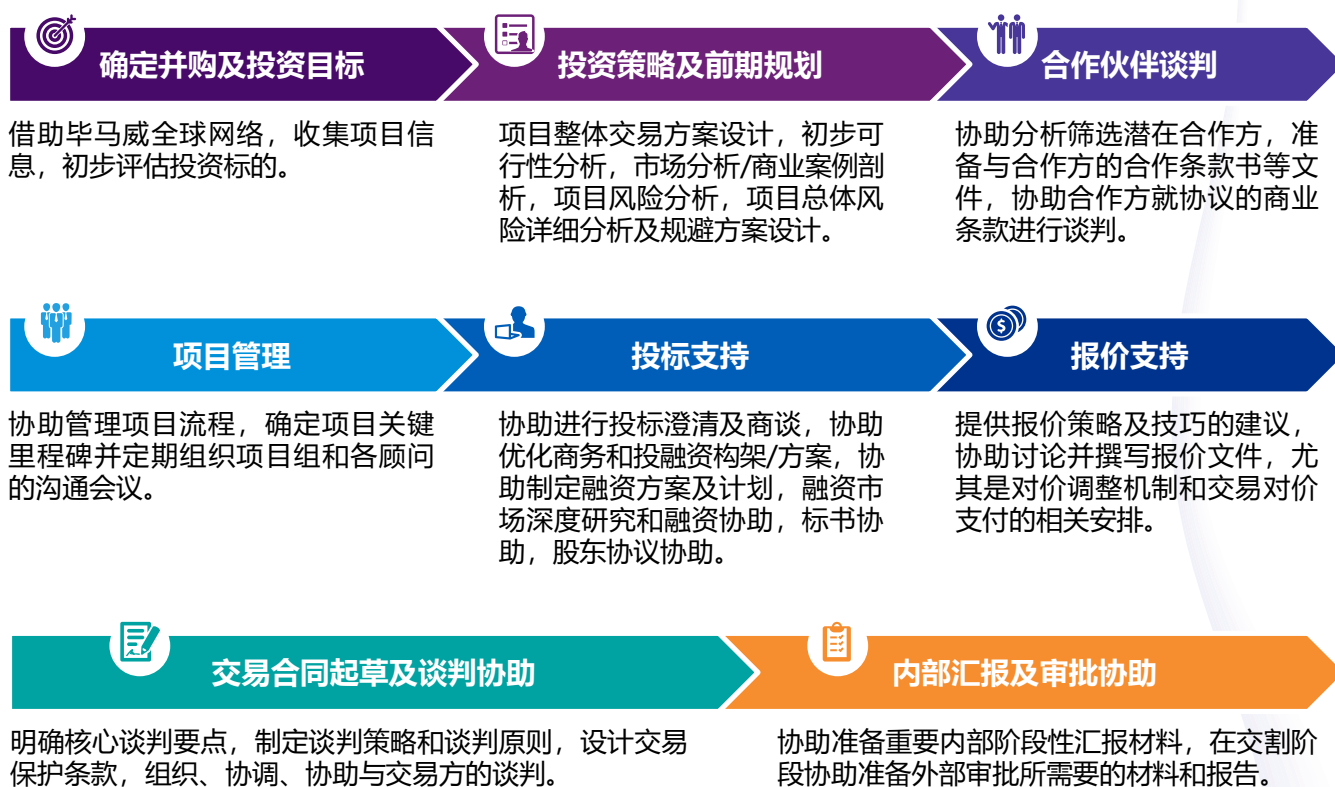 确定并购及投资目标
借助毕马威全球网络，收集项目信
息，初步评估投资标的。
投资策略及前期规划
项目整体交易方案设计，初步可
行性分析，市场分析/商业案例剖
析，项目风险分析，项目总体风
险详细分析及规避方案设计。
合作伙伴谈判
协助分析筛选潜在合作方，准
备与合作方的合作条款书等文
件，协助合作方就协议的商业
条款进行谈判。
项目管理
协助管理项目流程，确定项目关键
里程碑并定期组织项目组和各顾问
的沟通会议。
投标支持
协助进行投标澄清及商谈，协助
优化商务和投融资构架/方案，协
助制定融资方案及计划，融资市
场深度研究和融资协助，标书协
助，股东协议协助。
报价支持
提供报价策略及技巧的建议，
协助讨论并撰写报价文件，尤
其是对价调整机制和交易对价
支付的相关安排。
交易合同起草及谈判协助
明确核心谈判要点，制定谈判策略和谈判原则，设计交易
保护条款，组织、协调、协助与交易方的谈判。
内部汇报及审批协助
协助准备重要内部阶段性汇报材料，在交割阶
段协助准备外部审批所需要的材料和报告。